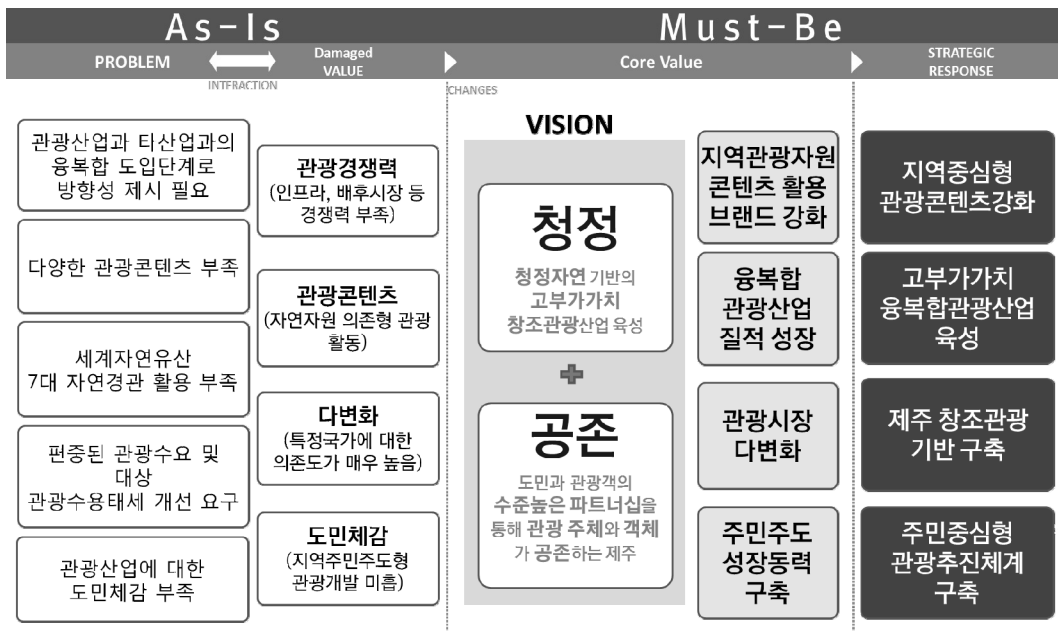 As-Is
Must-Be
PROBLEM
Damaged
VALUE
Core Value
STRATEGIC
RESPONSE
INTERACTION
CHANGES
관광산업과 타산업과의
융복합 도입단계로
방향성 제시 필요
다양한 관광콘텐츠 부족
세계자연유산
7대 자연경관 활용 부족
편중된 관광수요 및
대상
관광수용태세 개선 요구
관광산업에 대한
도민체감 부족
관광경쟁력
(인프라, 배후시장 등
경쟁력 부족)
관광콘텐츠
(자연자원 의존형 관광
활동)
다변화
(특정국가에 대한
의존도가 매우 높음)
도민체감
(지역주민주도형
관광개발 미흡)
VISION
청정
청정자연 기반의
고부가가치
창조관광산업 육성
공존
도민과 관광객의
수준높은 파트너십을
통해 관광 주체와 객체
가 공존하는 제주
지역관광자원
콘텐츠 활용
브랜드 강화
융복합
관광산업
질적 성장
관광시장
다변화
주민주도
성장동력
구축
지역중심형
관광콘텐츠강화
고부가가치
융복합관광산업
육성
제주 창조관광
기반 구축
주민중심형
관광추진체계
구축